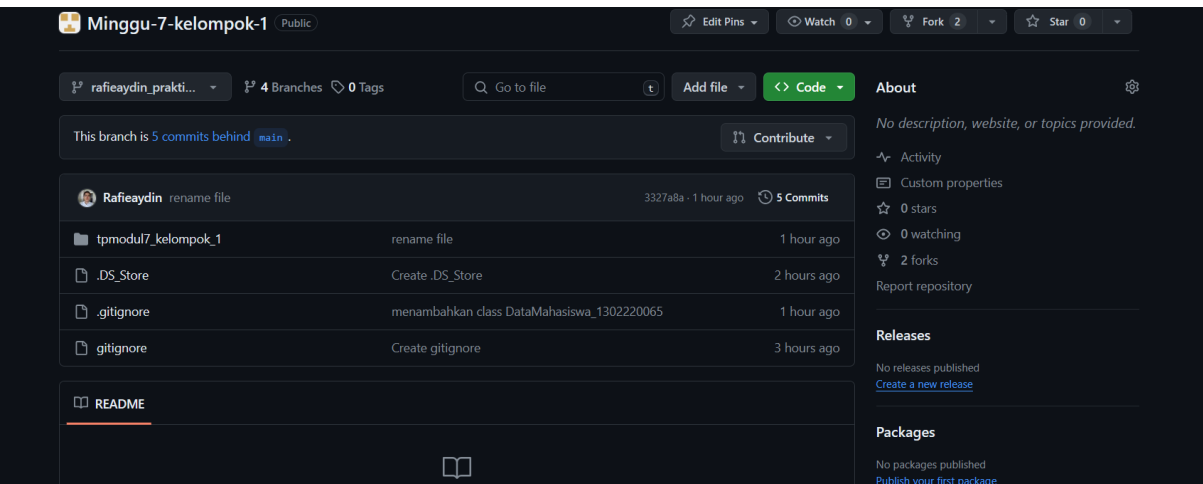 Minggu-7-kelompok-1 Public
Edit Pins Watch 0 Fork 2 Star 0
rafieaydin_prakti... 4 Branches 0 Tags Go to file t Add file Code
This branch is 5 commits behind main .
Contribute
Rafieaydin rename file 3327a8a · 1 hour ago 5 Commits
tpmodul7_kelompok_1 rename file 1 hour ago
.DS_Store Create .DS_Store 2 hours ago
.gitignore menambahkan class DataMahasiswa_1302220065 1 hour ago
gitignore Create gitignore 3 hours ago
README
About
No description, website, or topics provided.
Activity
Custom properties
0 stars
0 watching
2 forks
Report repository
Releases
No releases published
Create a new release
Packages
No packages published
Publish your first package